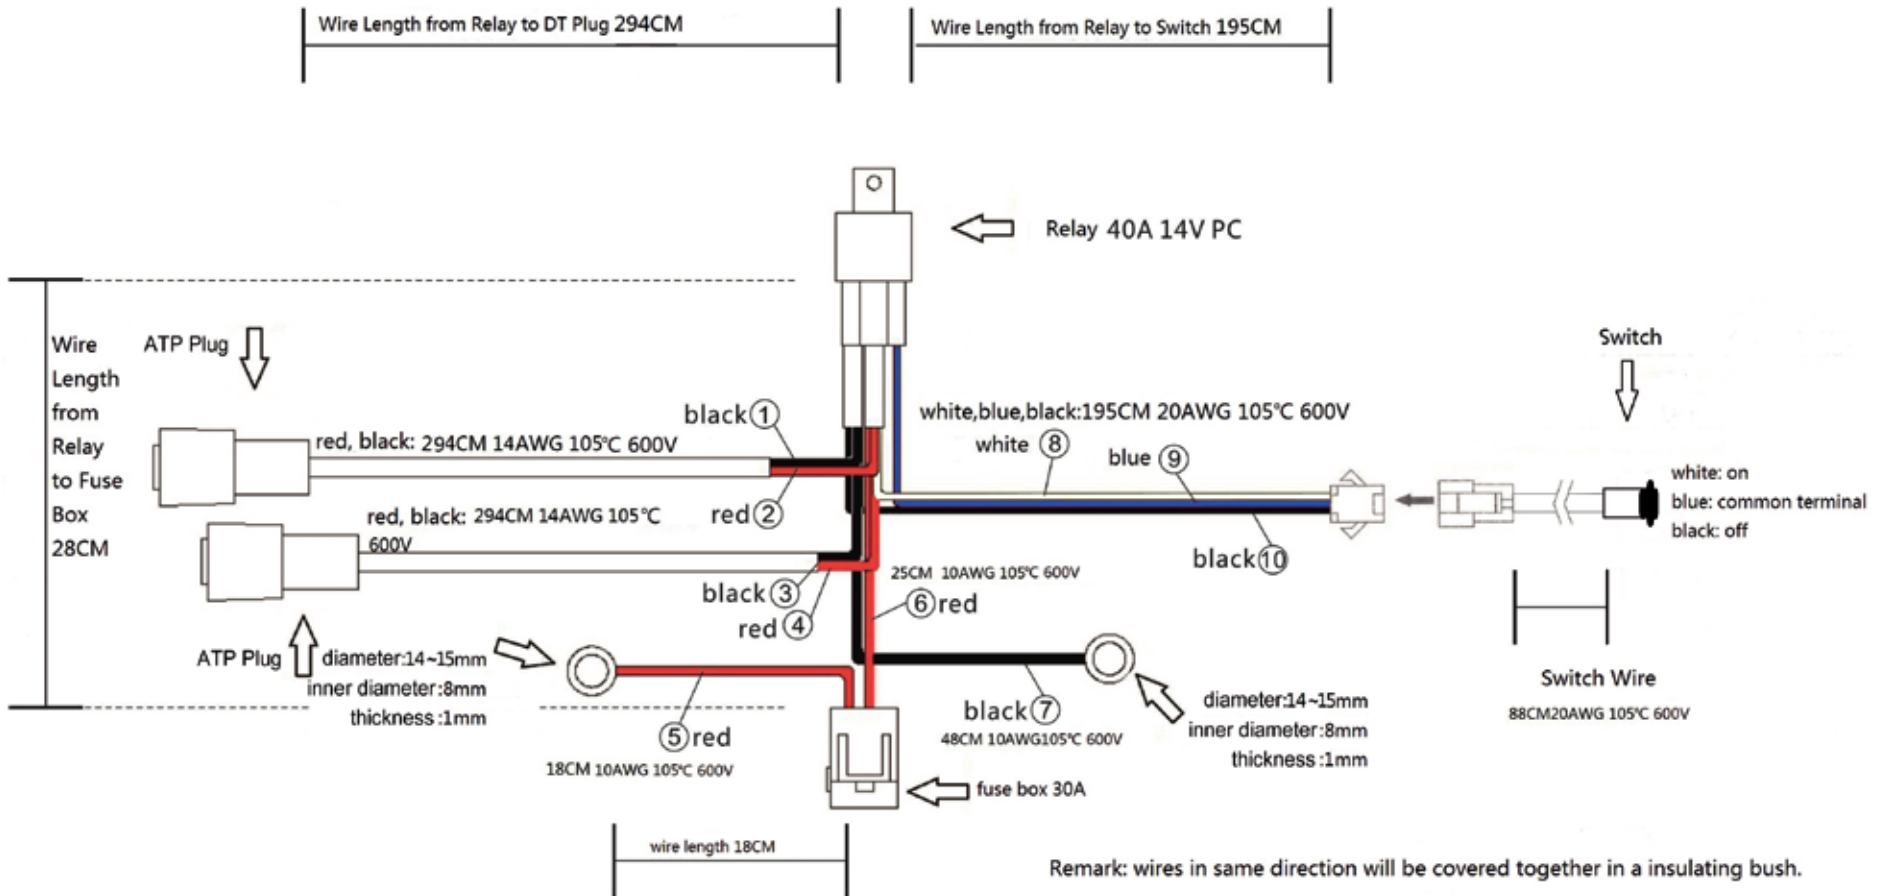 Wire Length from Relay to DT Plug 294CM
Wire Length from Relay to Switch 195CM
Relay 40A 14V PC
Wire
Length
from
Relay
to Fuse
Box
28CM
ATP Plug
Switch
black①
white,blue,black:195CM 20AWG 105℃ 600V
red, black: 294CM 14AWG 105℃ 600V
white ⑧
blue ⑨
white: on
blue: common terminal
black: off
red②
red, black: 294CM 14AWG 105℃
600V
black⑩
25CM 10AWG 105℃ 600V
black③
⑥red
red ④
ATP Plug
diameter:14~15mm
inner diameter:8mm
thickness :1mm
Switch Wire
88CM20AWG 105℃ 600V
diameter:14~15mm
inner diameter:8mm
thickness :1mm
black⑦
48CM 10AWG105℃ 600V
⑤red
18CM 10AWG 105℃ 600V
fuse box 30A
wire length 18CM
Remark: wires in same direction will be covered together in a insulating bush.